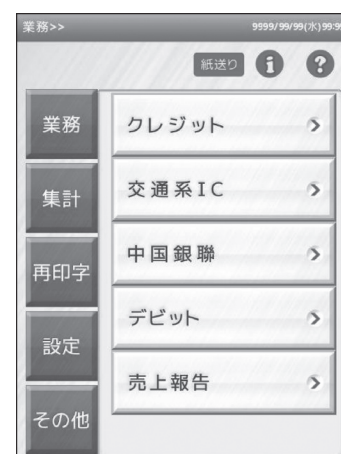 業務>> 9999/99/99(水)99:9
紙送り i ?
業務
集計
再印字
設定
その他
クレジット
交通系IC
中国銀聯
デビット
売上報告